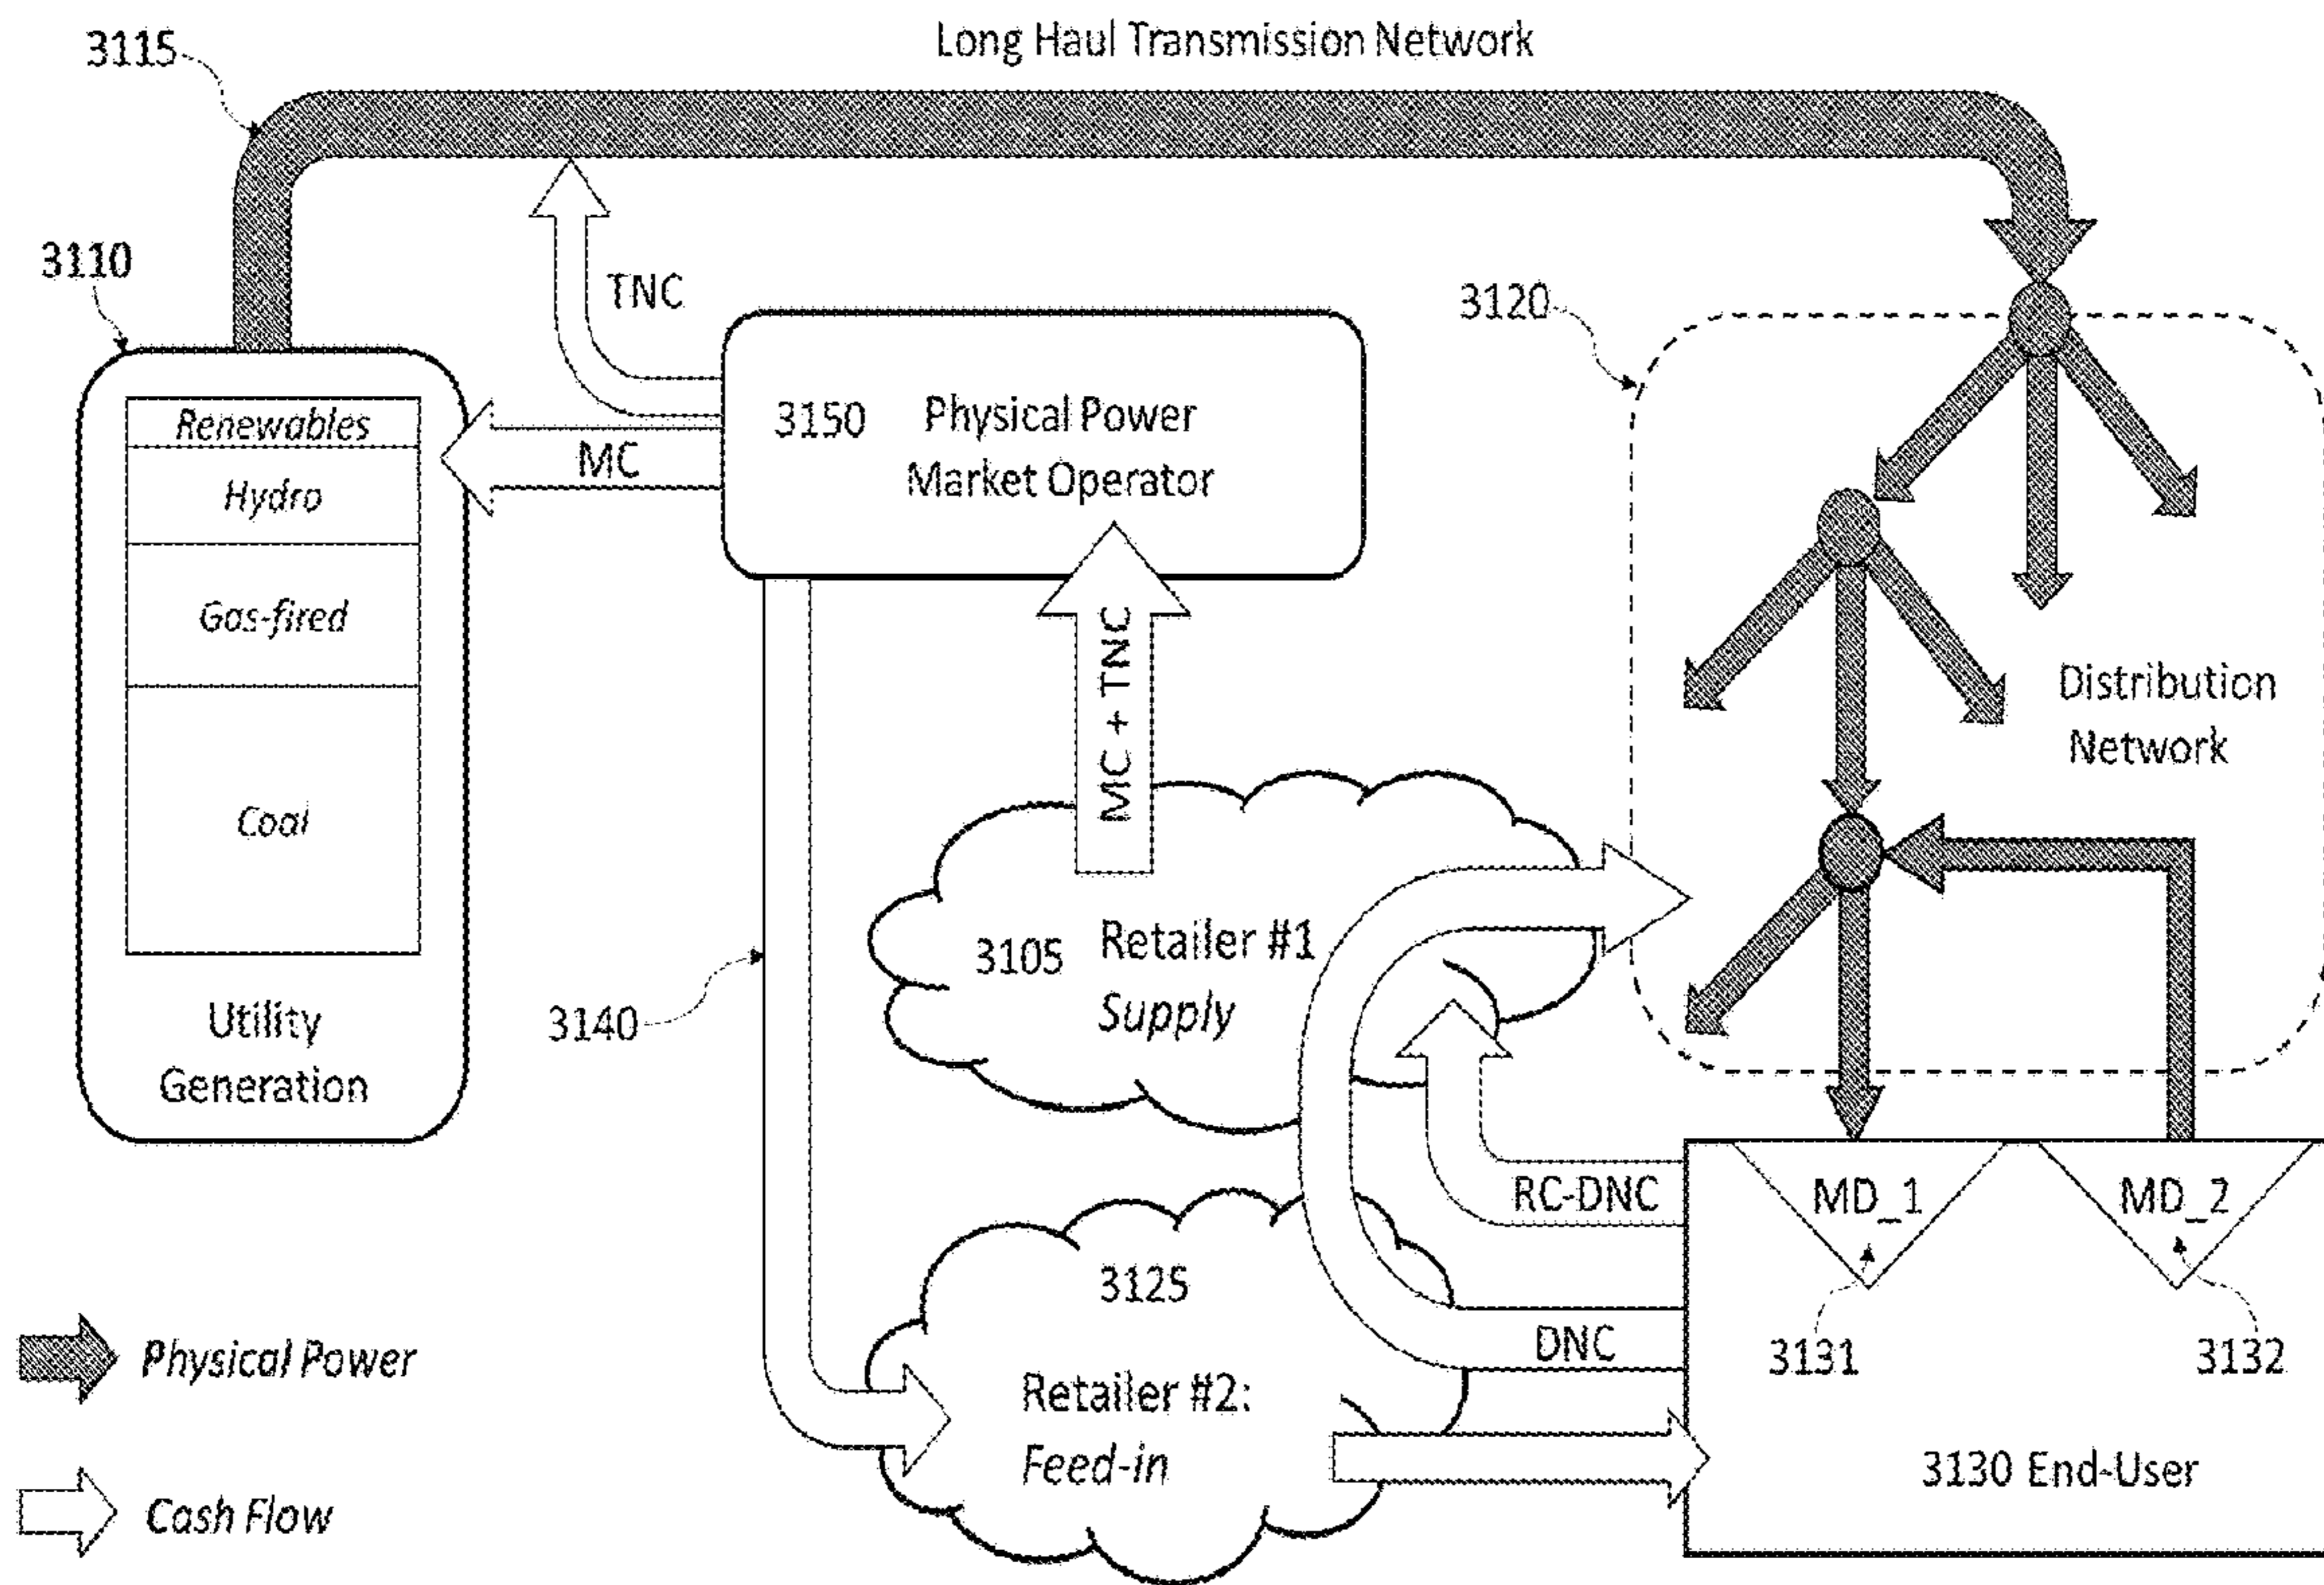 Long Haul Transmission Network
3115
3110
TNC
3120
Renewables
Hydro
Gas-fired
Coal
Utility
Generation
MC
3150
Physical Power
Market Operator
MC + TNC
Distribution
Network
3140
3105
Retailer #1
Supply
RC-DNC
MD_1
MD_2
3125
DNC
3131
3132
Retailer #2:
Feed-in
3130 End-User
Physical Power
Cash Flow